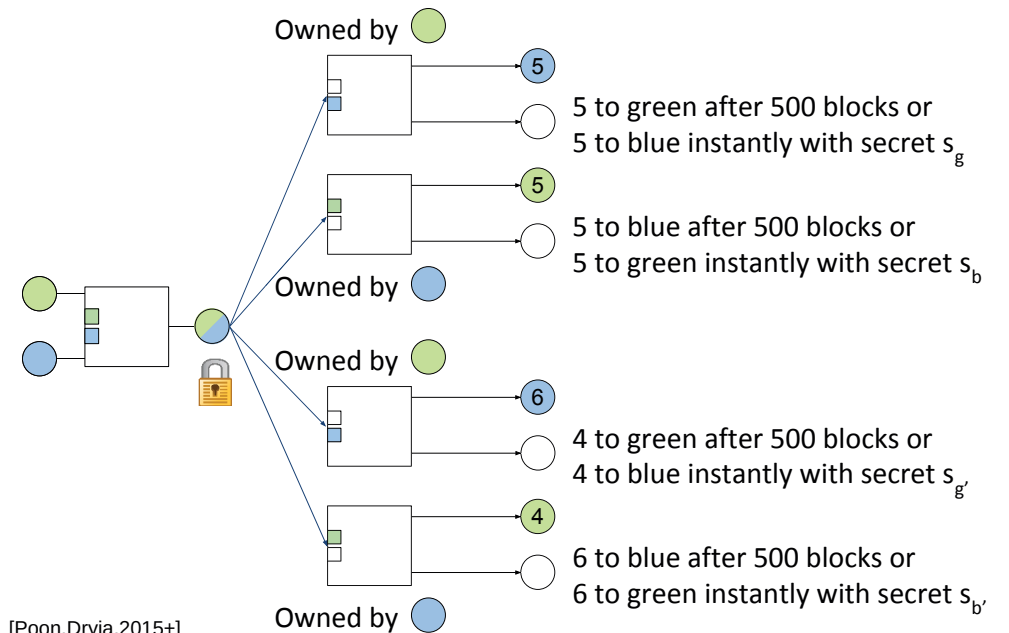 Owned by
5
5 to green after 500 blocks or
5 to blue instantly with secret s_g
5
5 to blue after 500 blocks or
5 to green instantly with secret s_b
Owned by
Owned by
6
4 to green after 500 blocks or
4 to blue instantly with secret s_g'
4
6 to blue after 500 blocks or
6 to green instantly with secret s_b'
Owned by
[Poon,Dryja,2015+]